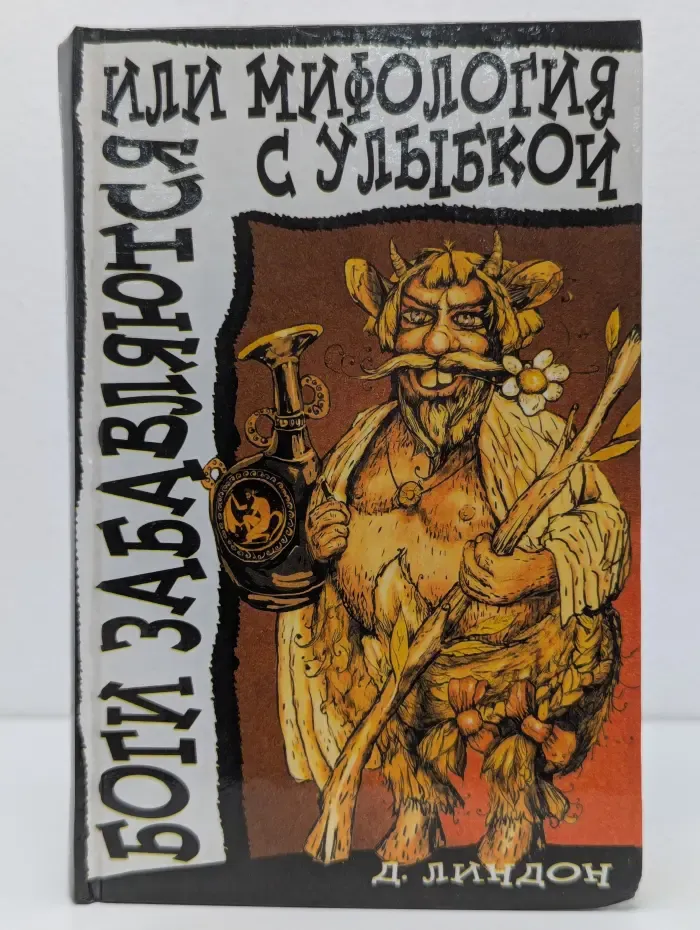 БОГИ ЗАБАВЛЯЮТСЯ
ИЛИ МИФОЛОГИЯ
С УЛЫБКОЙ
Д. ЛИНДОН